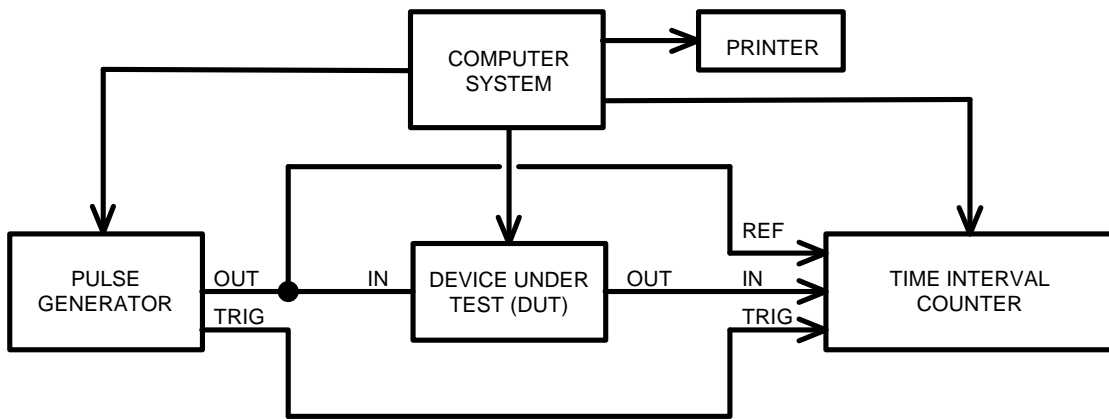 COMPUTER
SYSTEM
PRINTER
PULSE
GENERATOR
OUT
TRIG
IN
DEVICE UNDER
TEST (DUT)
OUT
REF
IN
TRIG
TIME INTERVAL
COUNTER